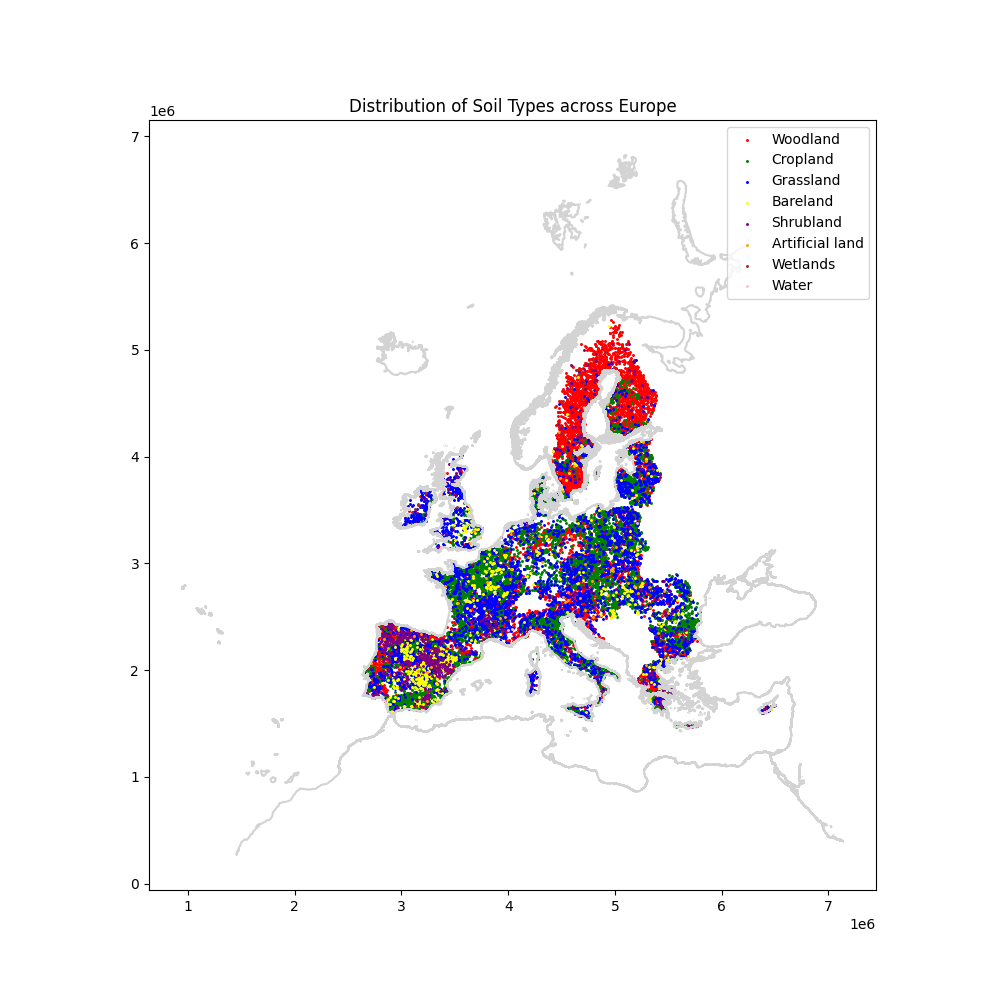 Distribution of Soil Types across Europe
1e6
7
6
5
4
3
2
1
0
Woodland
Cropland
Grassland
Bareland
Shrubland
Artificial land
Wetlands
Water
1 2 3 4 5 6 7
1e6